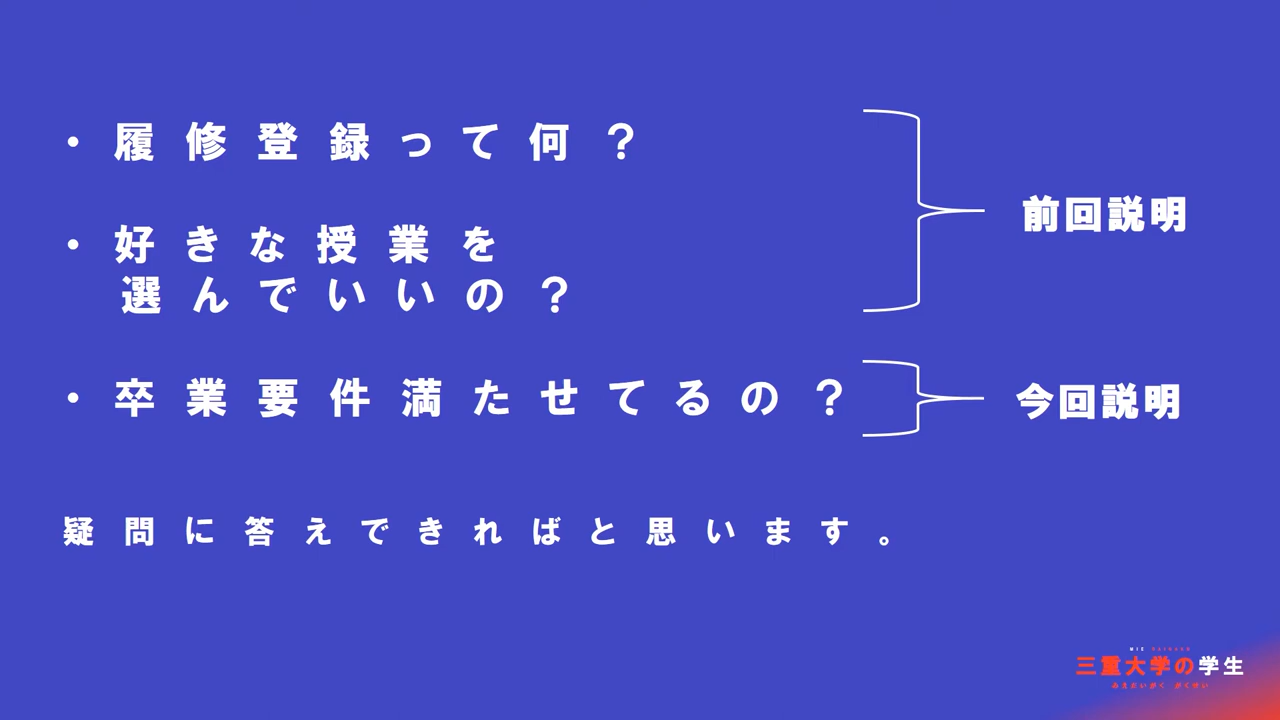 ・履修登録って何？
・好きな授業を
選んでいいの？
前回説明
・卒業要件満たせてるの？
今回説明
疑問に答えできればと思います。
三重大学の学生